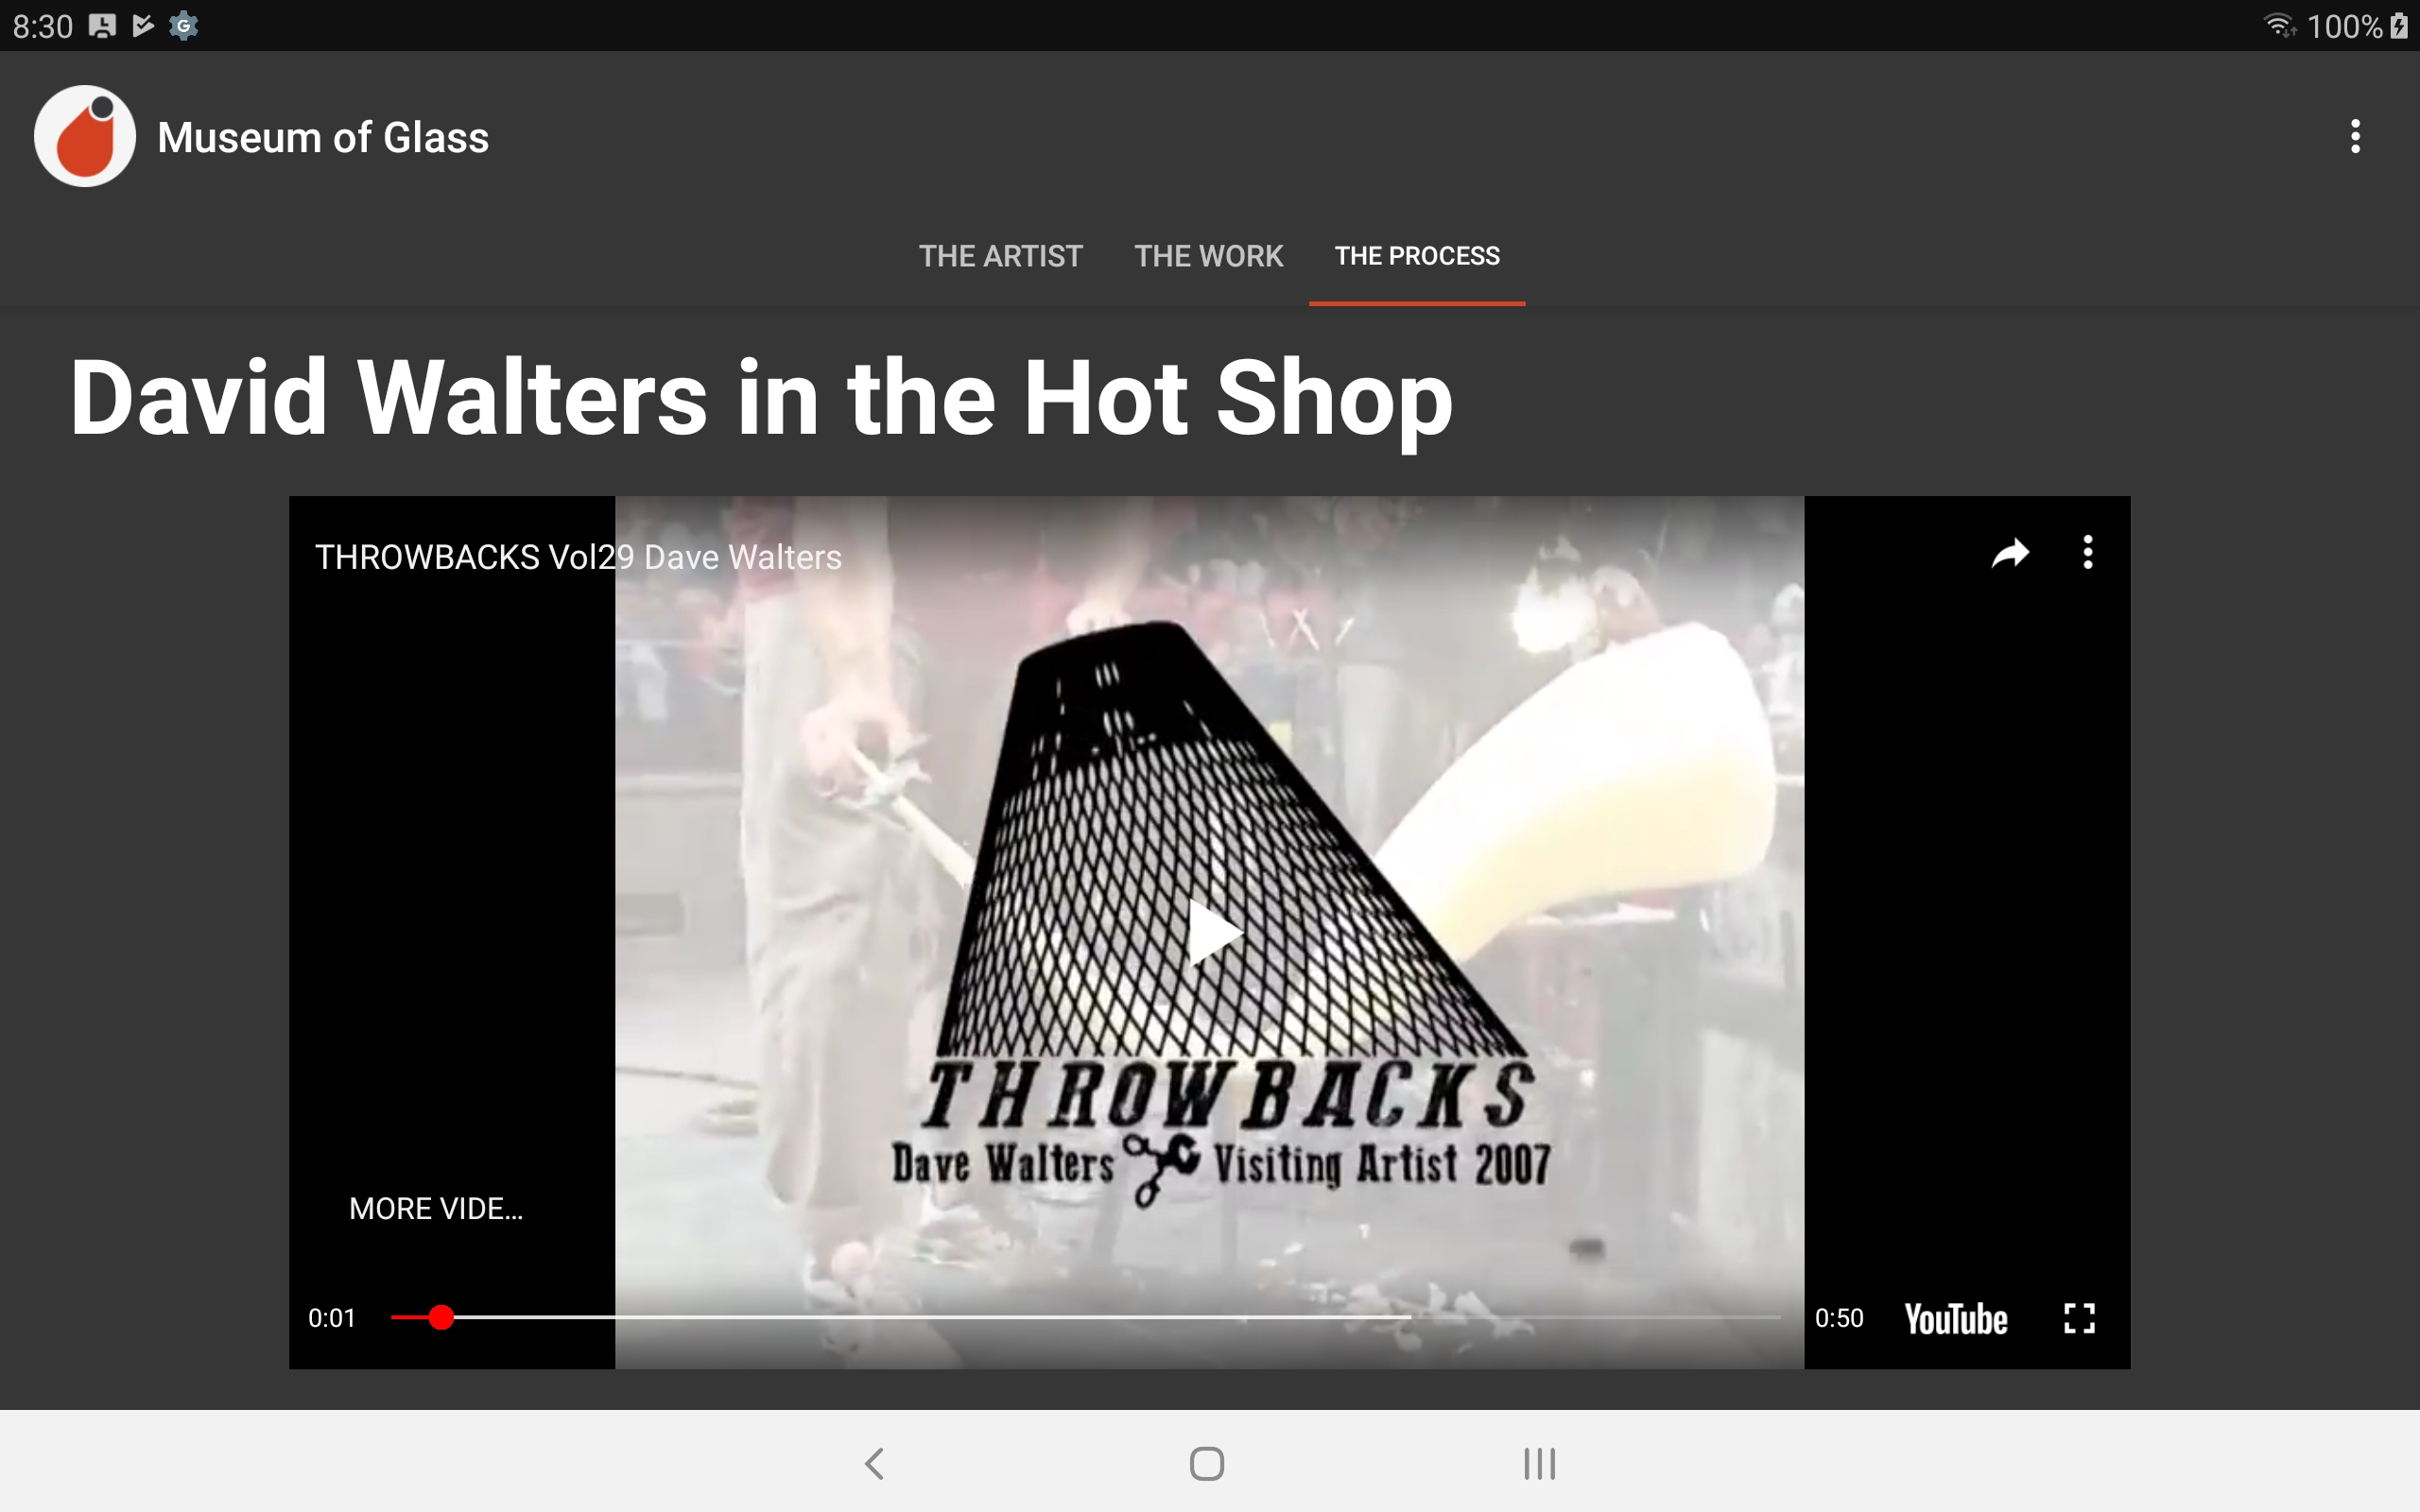 8:30
100%
Museum of Glass
THE ARTIST THE WORK THE PROCESS
David Walters in the Hot Shop
THROWBACKS Vol29 Dave Walters
THROWBACKS
Dave Walters Visiting Artist 2007
MORE VIDE...
0:01
0:50
YouTube